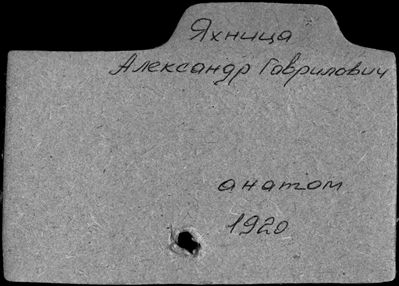 Яхница
Александр Гаврилович
анатом
1920